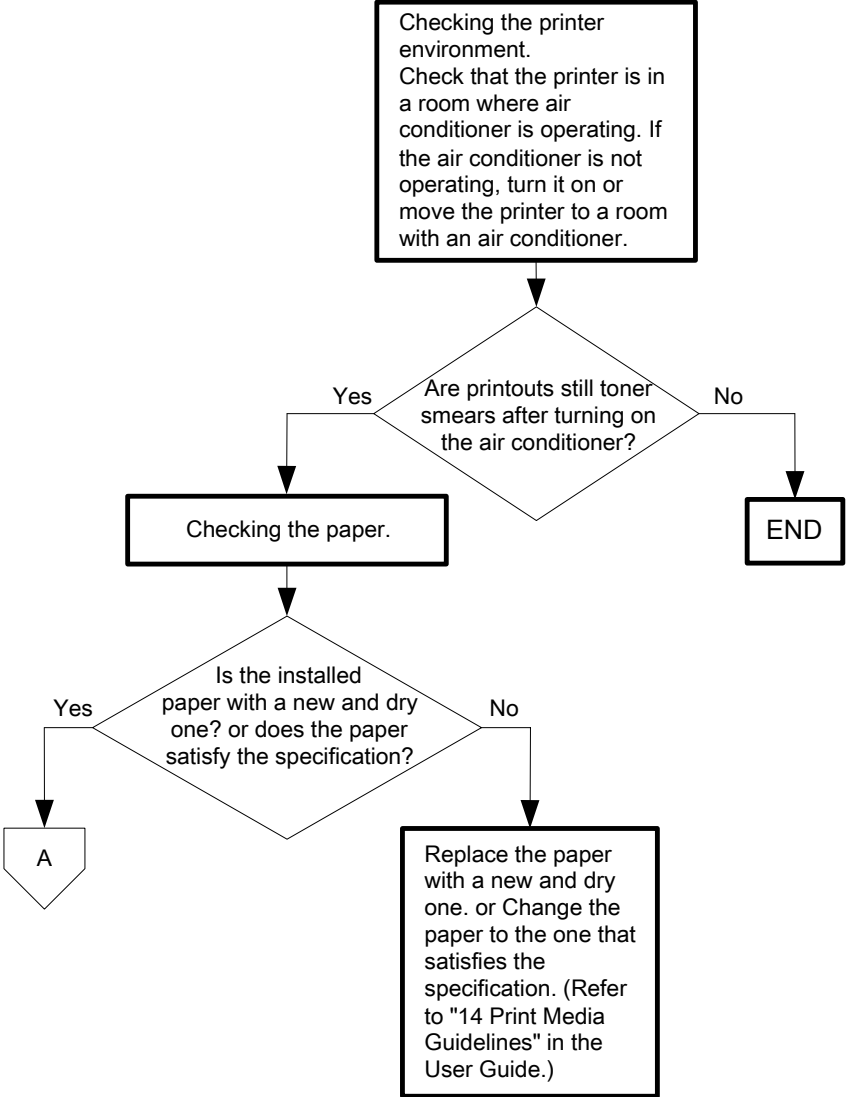 Checking the printer
environment.
Check that the printer is in
a room where air
conditioner is operating. If
the air conditioner is not
operating, turn it on or
move the printer to a room
with an air conditioner.
Are printouts still toner
smears after turning on
the air conditioner?
Yes
No
Checking the paper.
END
Is the installed
paper with a new and dry
one? or does the paper
satisfy the specification?
Yes
No
A
Replace the paper
with a new and dry
one. or Change the
paper to the one that
satisfies the
specification. (Refer
to "14 Print Media
Guidelines" in the
User Guide.)